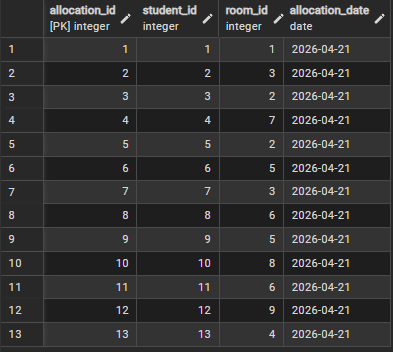 allocation_id student_id room_id allocation_date
[PK] integer integer integer date
1 1 1 1 2026-04-21
2 2 2 3 2026-04-21
3 3 3 2 2026-04-21
4 4 4 7 2026-04-21
5 5 5 2 2026-04-21
6 6 6 5 2026-04-21
7 7 7 3 2026-04-21
8 8 8 6 2026-04-21
9 9 9 5 2026-04-21
10 10 10 8 2026-04-21
11 11 11 6 2026-04-21
12 12 12 9 2026-04-21
13 13 13 4 2026-04-21